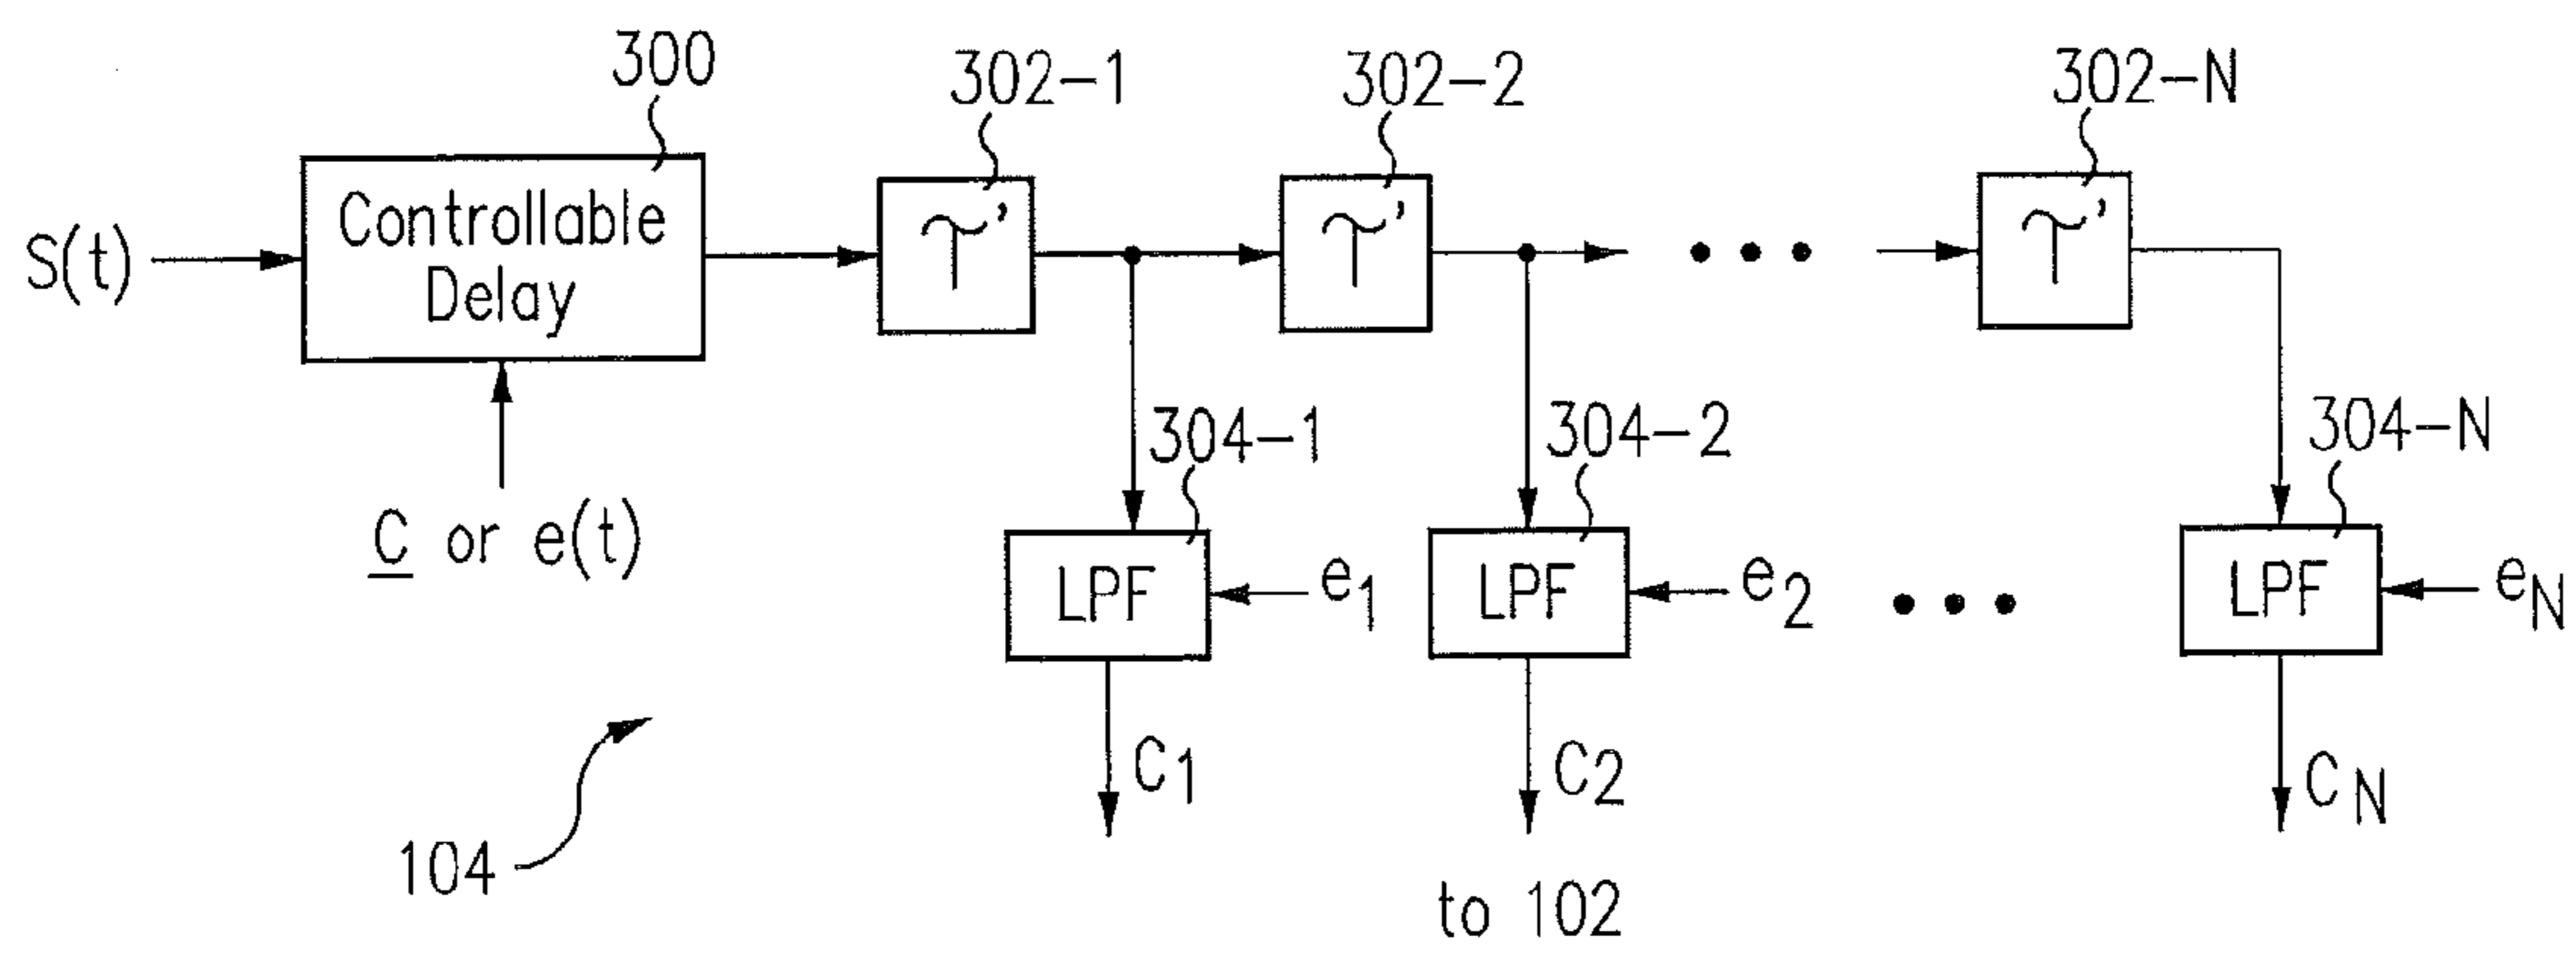 300
302-1
302-2
302-N
S(t)
Controllable
Delay
τ'
τ'
τ'
C or e(t)
304-1
304-2
304-N
LPF
e1
LPF
e2
LPF
eN
C1
C2
CN
104
to 102